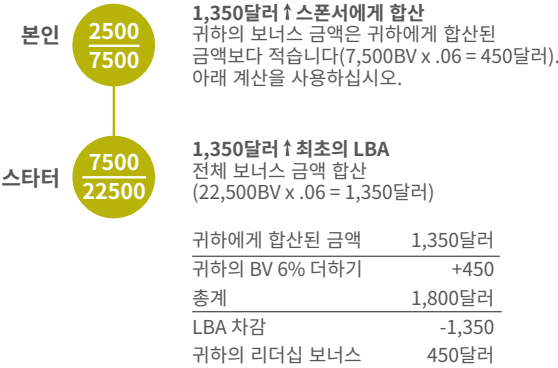 본인
2500
7500
1,350달러 ↑ 스폰서에게 합산
귀하의 보너스 금액은 귀하에게 합산된
금액보다 적습니다(7,500BV x .06 = 450달러).
아래 계산을 사용하십시오.
스타터
7500
22500
1,350달러 ↑ 최초의 LBA
전체 보너스 금액 합산
(22,500BV x .06 = 1,350달러)
귀하에게 합산된 금액 1,350달러
귀하의 BV 6% 더하기 +450
총계 1,800달러
LBA 차감 -1,350
귀하의 리더십 보너스 450달러